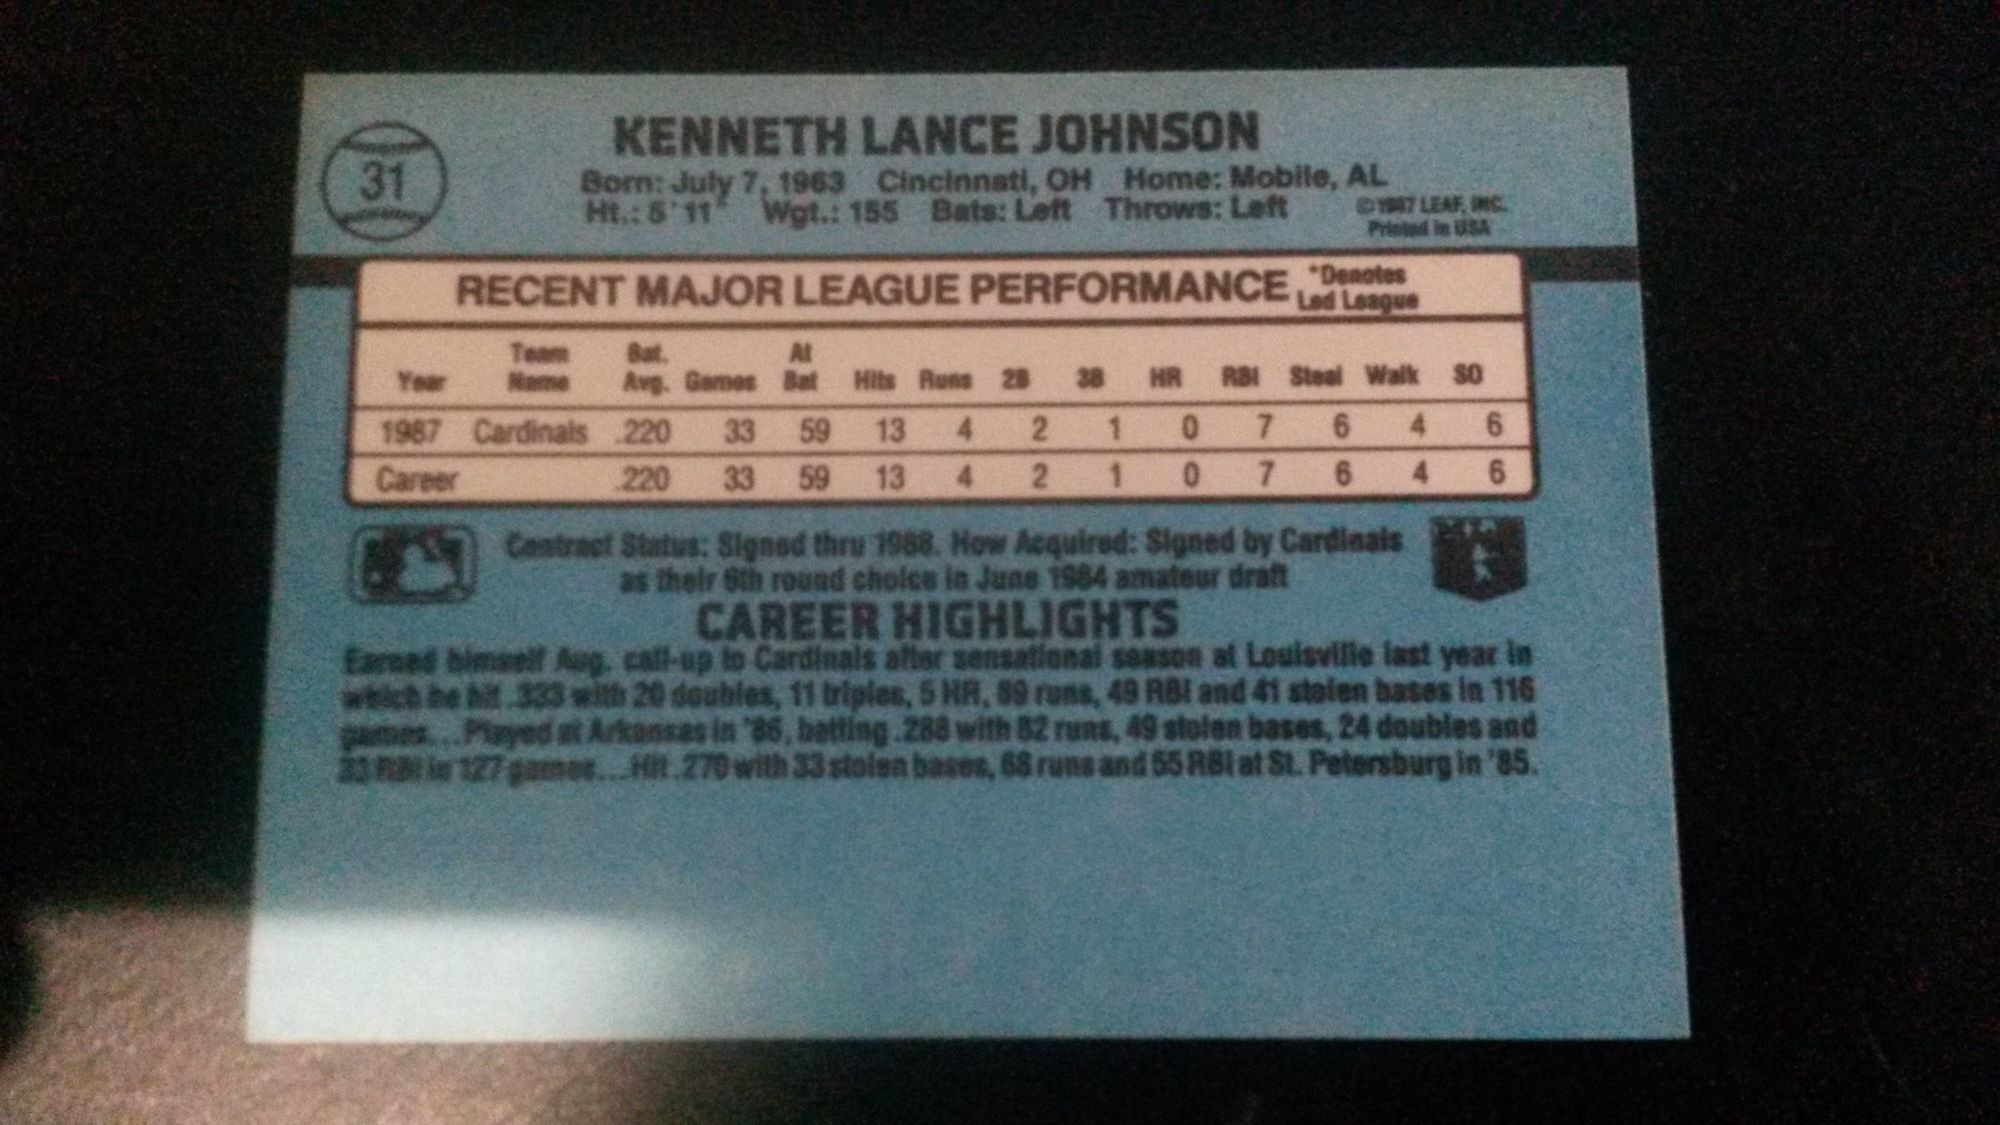 31
KENNETH LANCE JOHNSON
Born: July 7, 1963 Cincinnati, OH Home: Mobile, AL
Ht.: 5'11" Wgt.: 155 Bats: Left Throws: Left
© 1987 LEAF, INC.
Printed in USA
RECENT MAJOR LEAGUE PERFORMANCE *Denotes
Led League
Year Team Name Bat. Avg. Games At Bat Hits Runs 2B 3B HR RBI Steal Walk SO
1987 Cardinals .220 33 59 13 4 2 1 0 7 6 4 6
Career .220 33 59 13 4 2 1 0 7 6 4 6
Contract Status: Signed thru 1988. How Acquired: Signed by Cardinals
as their 6th round choice in June 1984 amateur draft
CAREER HIGHLIGHTS
Earned himself Aug. call-up to Cardinals after sensational season at Louisville last year in
which he hit .333 with 20 doubles, 11 triples, 5 HR, 89 runs, 49 RBI and 41 stolen bases in 116
games...Played at Arkansas in '86, batting .288 with 82 runs, 49 stolen bases, 24 doubles and
33 RBI in 127 games...Hit .270 with 33 stolen bases, 68 runs and 55 RBI at St. Petersburg in '85.